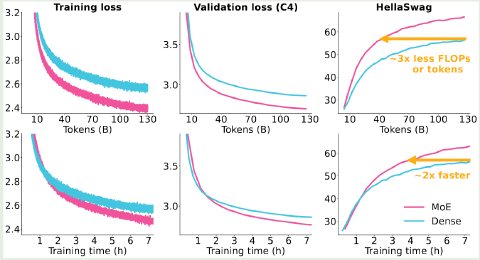 Training loss
Validation loss (C4)
HellaSwag
3.2
3.0
2.8
2.6
2.4
10 40 70 100 130
Tokens (B)
3.5
3.0
10 40 70 100 130
Tokens (B)
60
50
40
30
~3x less FLOPs
or tokens
10 40 70 100 130
Tokens (B)
3.2
3.0
2.8
2.6
2.4
1 2 3 4 5 6 7
Training time (h)
3.5
3.0
1 2 3 4 5 6 7
Training time (h)
60
50
40
30
~2x faster
MoE
Dense
1 2 3 4 5 6 7
Training time (h)